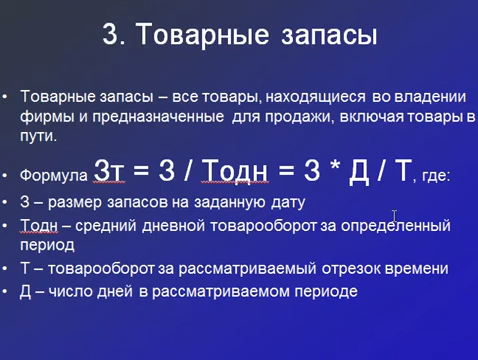 3. Товарные запасы
• Товарные запасы – все товары, находящиеся во владении
фирмы и предназначенные для продажи, включая товары в
пути.
• Формула Зт = З / Тодн = З * Д / Т, где:
• З – размер запасов на заданную дату
• Тодн – средний дневной товарооборот за определенный
период
• Т – товарооборот за рассматриваемый отрезок времени
• Д – число дней в рассматриваемом периоде